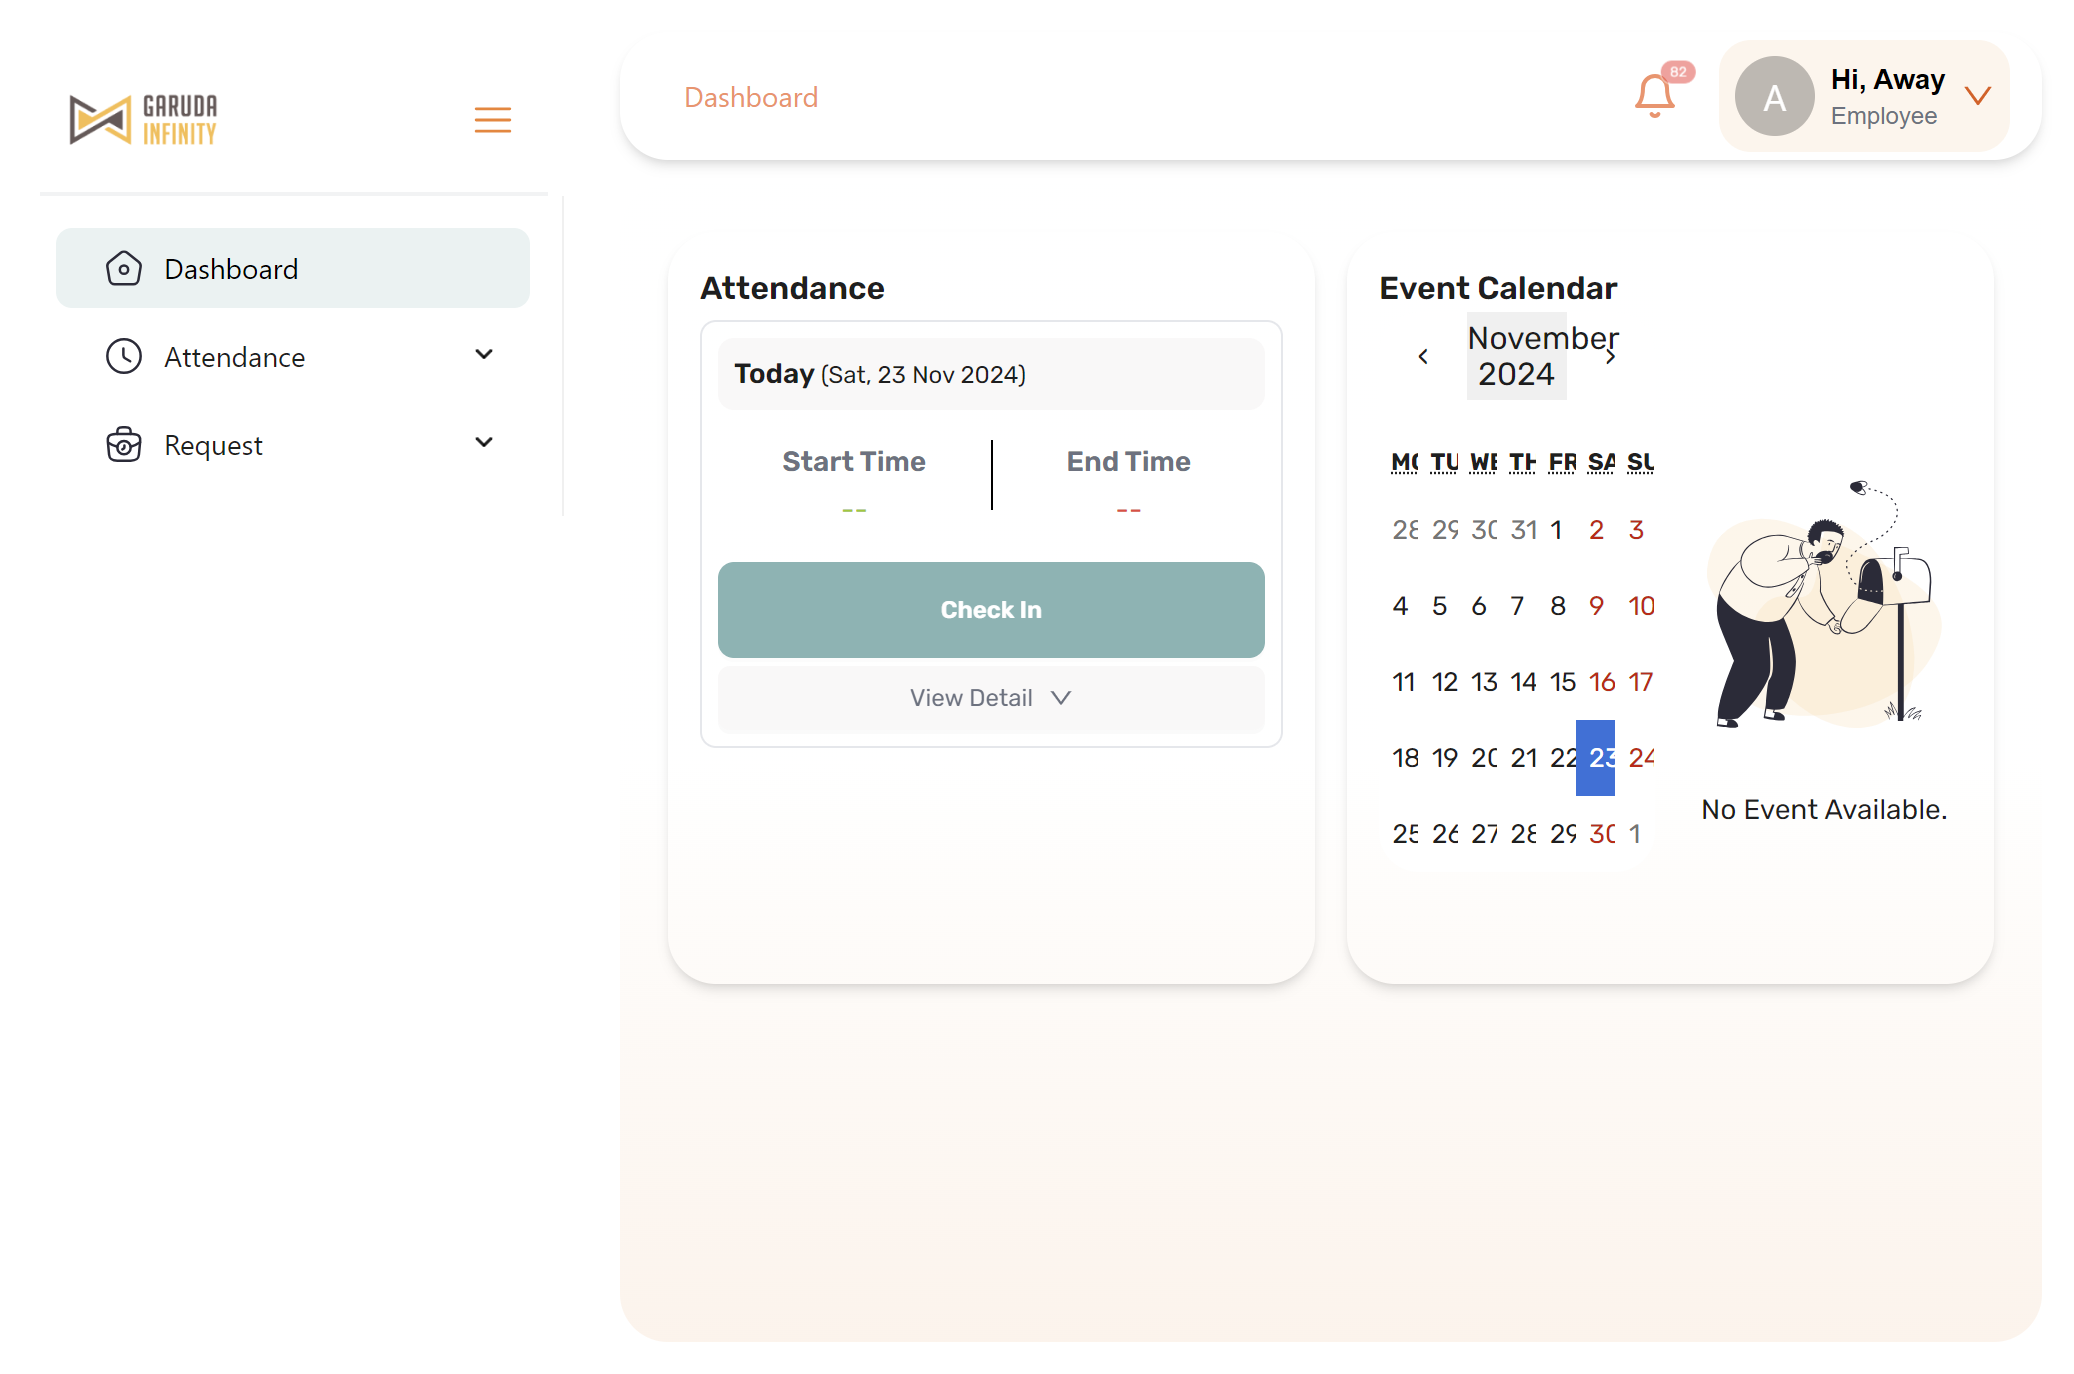 GARUDA
INFINITY
Dashboard
82
A
Hi, Away
Employee
Dashboard
Attendance
Request
Attendance
Today (Sat, 23 Nov 2024)
Start Time
End Time
--
--
Check In
View Detail
Event Calendar
November
2024
MO TU WE TH FR SA SU
28 29 30 31 1 2 3
4 5 6 7 8 9 10
11 12 13 14 15 16 17
18 19 20 21 22 23 24
25 26 27 28 29 30 1
No Event Available.